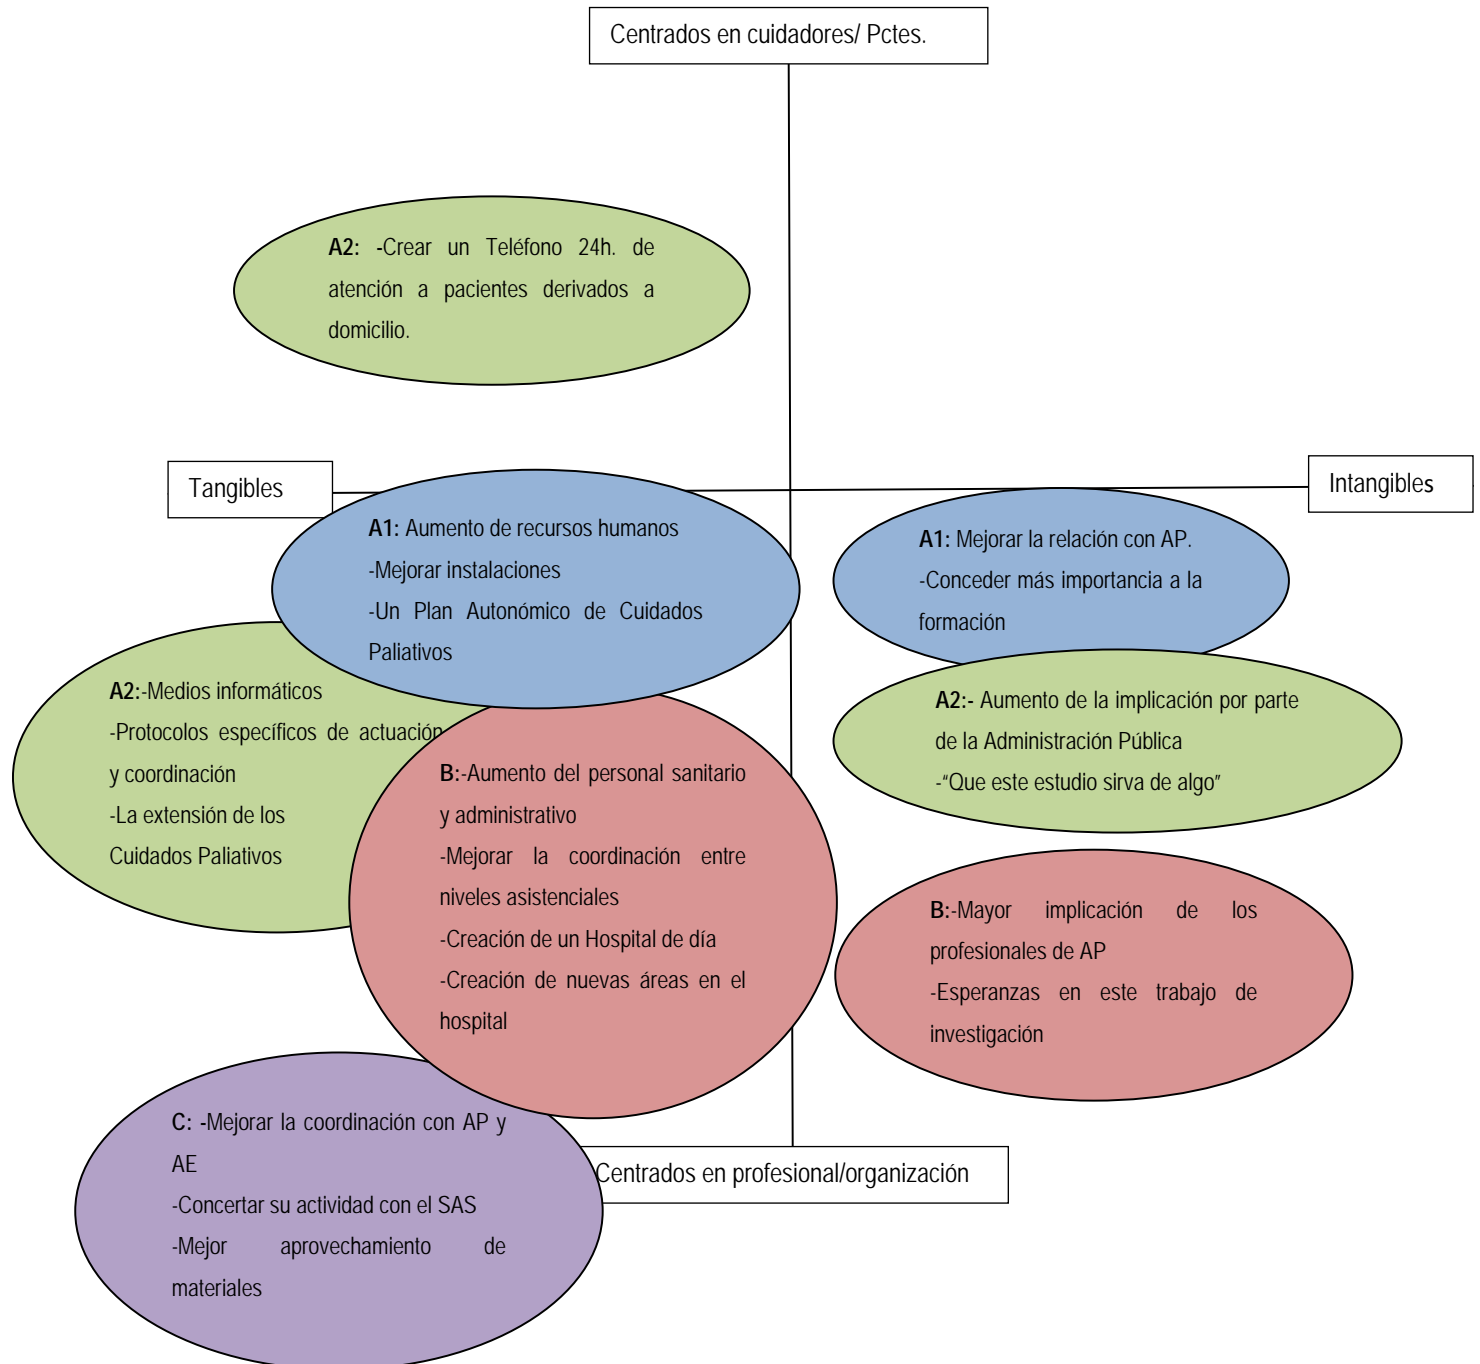 Centrados en cuidadores/ Pctes.
A2: -Crear un Teléfono 24h. de
atención a pacientes derivados a
domicilio.
Tangibles
Intangibles
A1: Aumento de recursos humanos
-Mejorar instalaciones
-Un Plan Autonómico de Cuidados
Paliativos
A1: Mejorar la relación con AP.
-Conceder más importancia a la
formación
A2:-Medios informáticos
-Protocolos específicos de actuación
y coordinación
-La extensión de los
Cuidados Paliativos
A2:- Aumento de la implicación por parte
de la Administración Pública
-“Que este estudio sirva de algo”
B:-Aumento del personal sanitario
y administrativo
-Mejorar la coordinación entre
niveles asistenciales
-Creación de un Hospital de día
-Creación de nuevas áreas en el
hospital
B:-Mayor implicación de los
profesionales de AP
-Esperanzas en este trabajo de
investigación
C: -Mejorar la coordinación con AP y
AE
-Concertar su actividad con el SAS
-Mejor aprovechamiento de
materiales
Centrados en profesional/organización